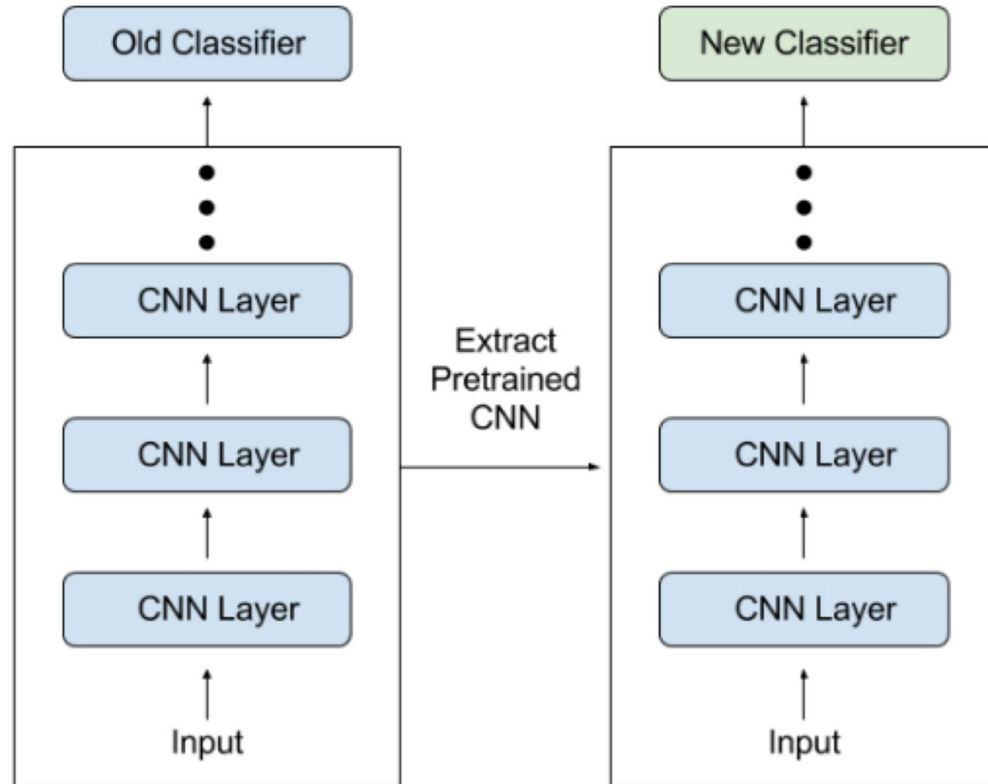 Old Classifier
New Classifier
CNN Layer
CNN Layer
Extract
Pretrained
CNN
CNN Layer
CNN Layer
CNN Layer
CNN Layer
Input
Input